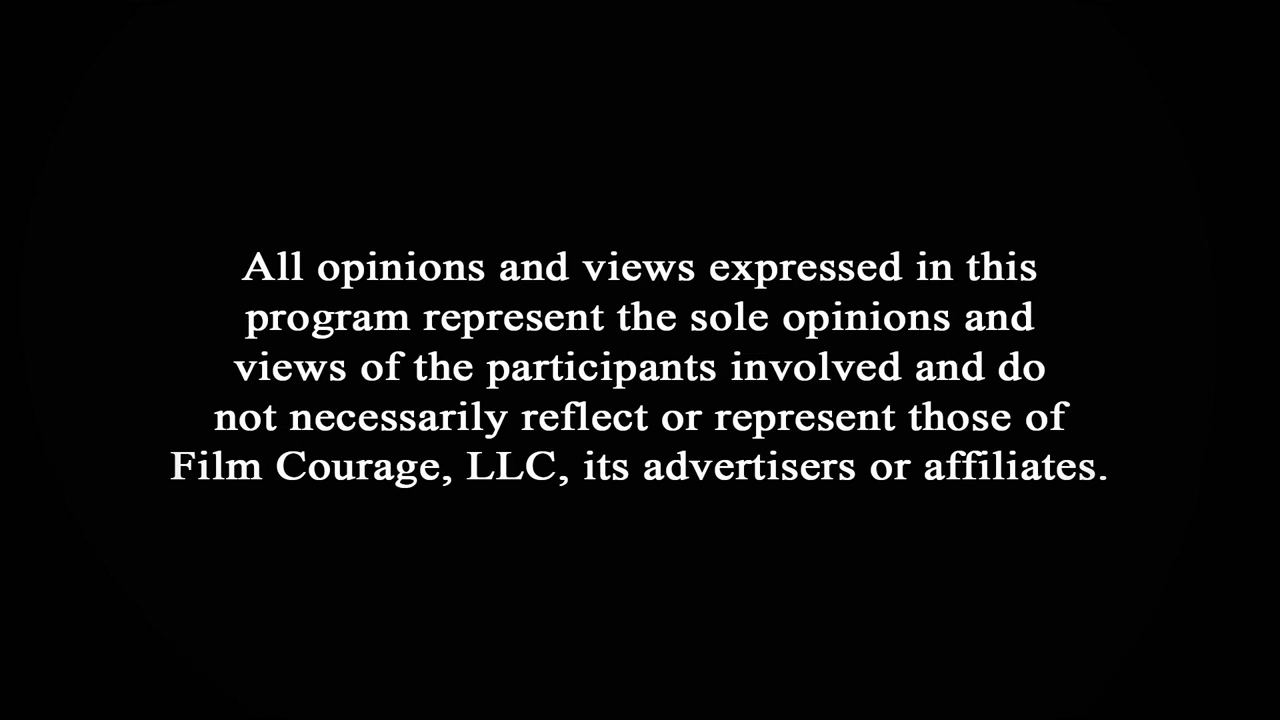 All opinions and views expressed in this
program represent the sole opinions and
views of the participants involved and do
not necessarily reflect or represent those of
Film Courage, LLC, its advertisers or affiliates.